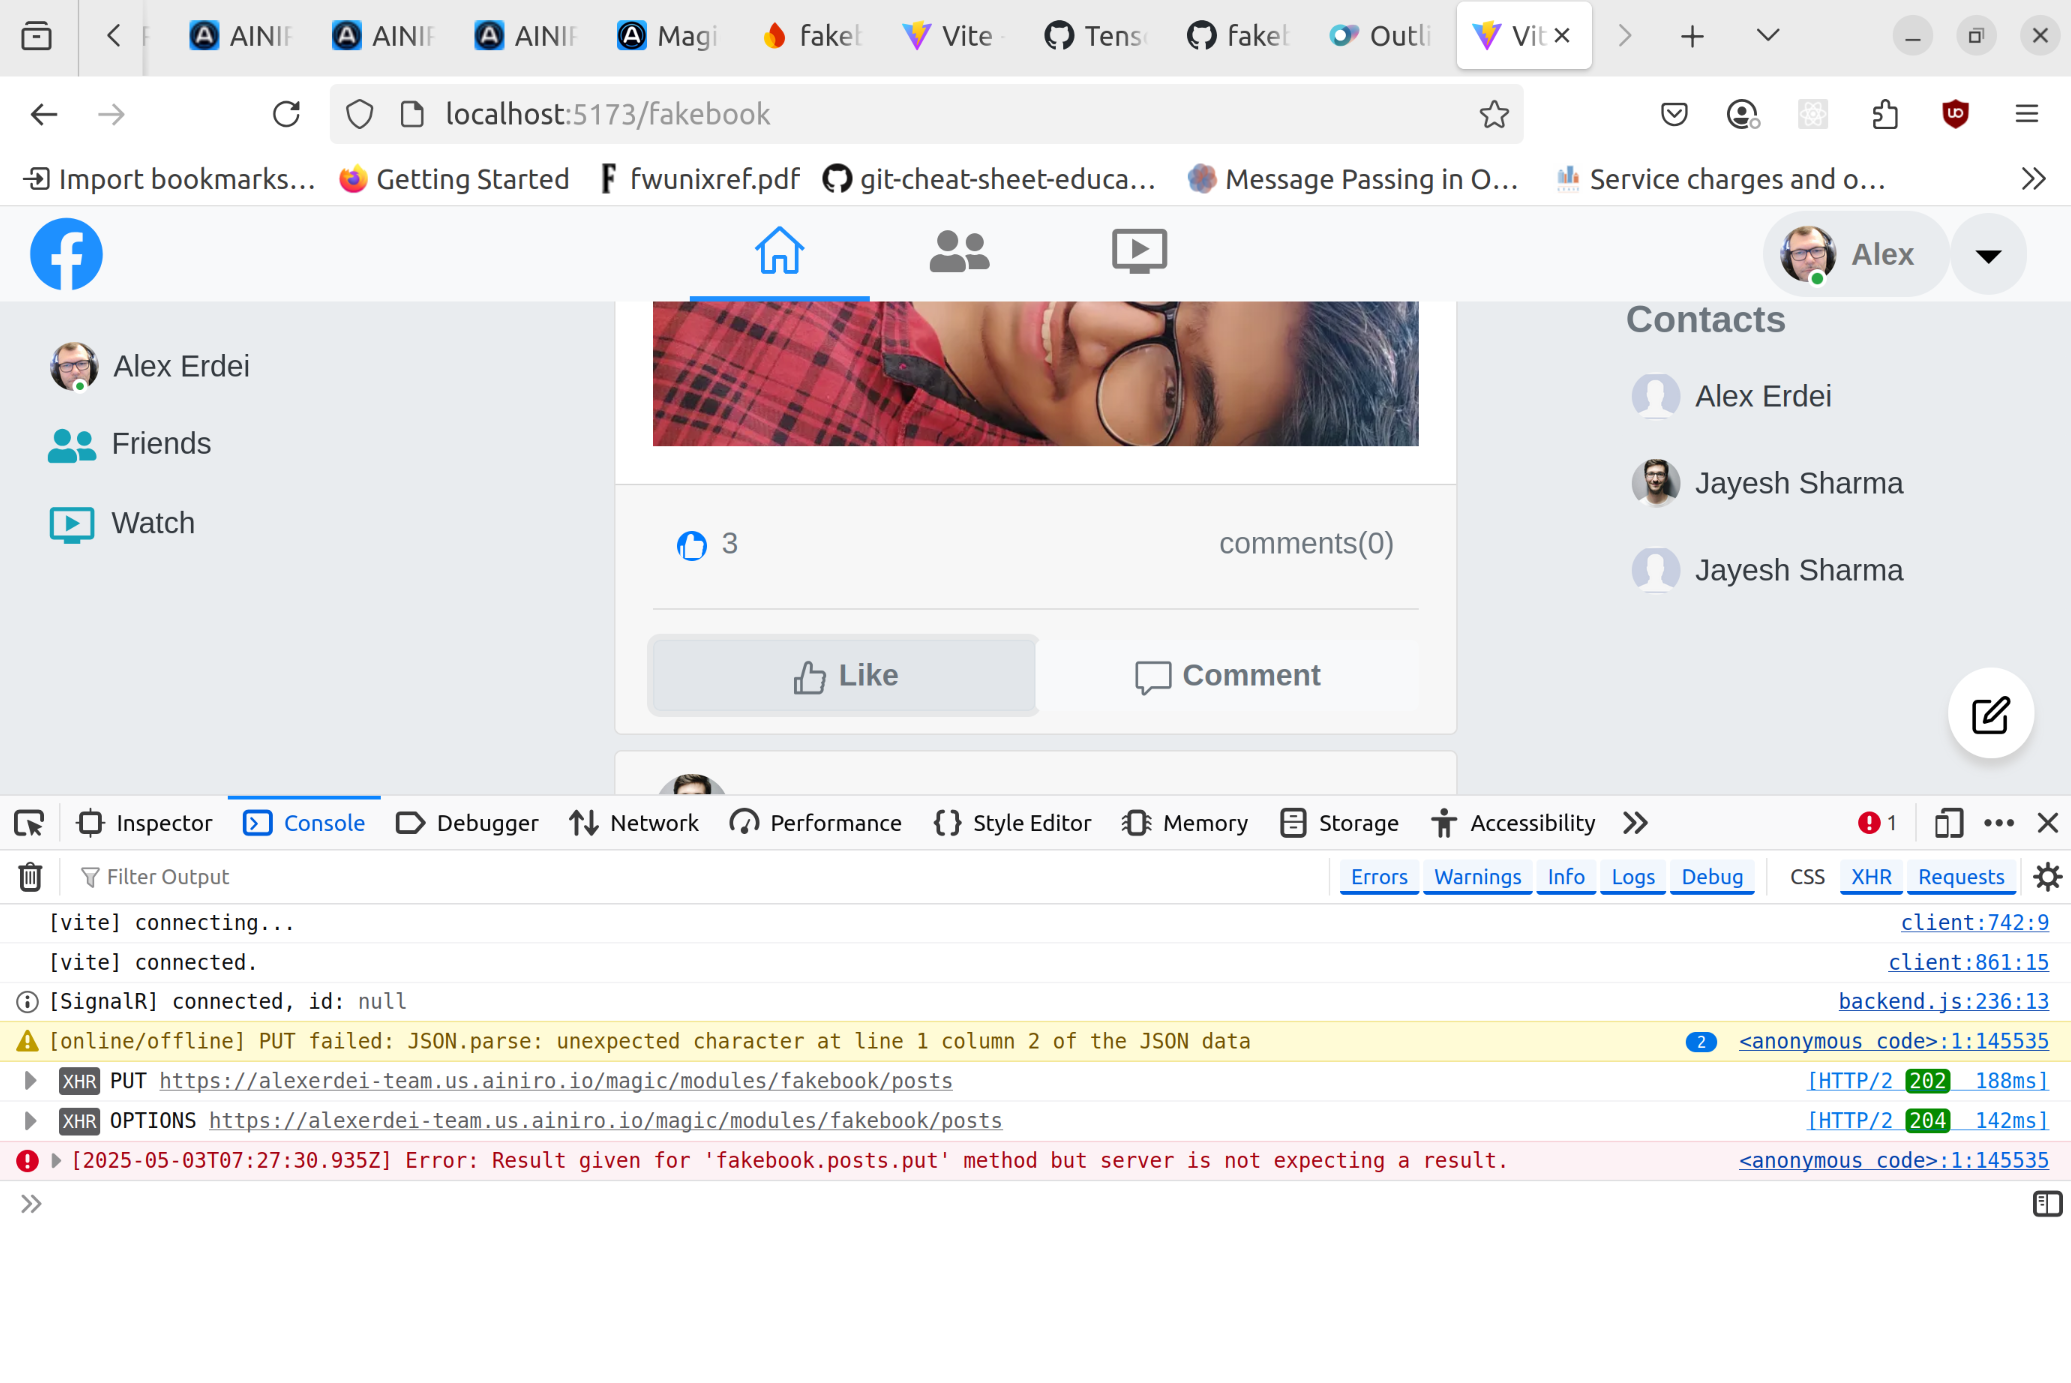 AINIF AINIF AINIF Magi fakeb Vite Tens fakeb Outli Vit
localhost:5173/fakebook
Import bookmarks... Getting Started fwunixref.pdf git-cheat-sheet-educa... Message Passing in O... Service charges and o...
Alex
Contacts
Alex Erdei
Friends
Watch
3 comments(0)
Like Comment
Alex Erdei
Jayesh Sharma
Jayesh Sharma
Inspector Console Debugger Network Performance Style Editor Memory Storage Accessibility 1
Filter Output Errors Warnings Info Logs Debug CSS XHR Requests
[vite] connecting... client:742:9
[vite] connected. client:861:15
[SignalR] connected, id: null backend.js:236:13
[online/offline] PUT failed: JSON.parse: unexpected character at line 1 column 2 of the JSON data 2 <anonymous code>:1:145535
XHR PUT https://alexerdei-team.us.ainiro.io/magic/modules/fakebook/posts [HTTP/2 202 188ms]
XHR OPTIONS https://alexerdei-team.us.ainiro.io/magic/modules/fakebook/posts [HTTP/2 204 142ms]
[2025-05-03T07:27:30.935Z] Error: Result given for 'fakebook.posts.put' method but server is not expecting a result. <anonymous code>:1:145535